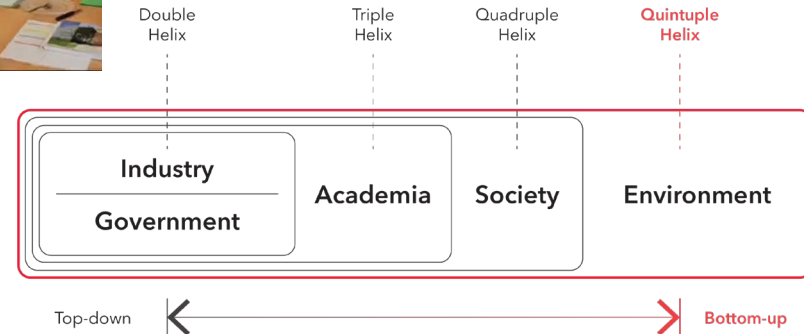 Double
Helix
Triple
Helix
Quadruple
Helix
Quintuple
Helix
Industry
Government
Academia
Society
Environment
Top-down
Bottom-up